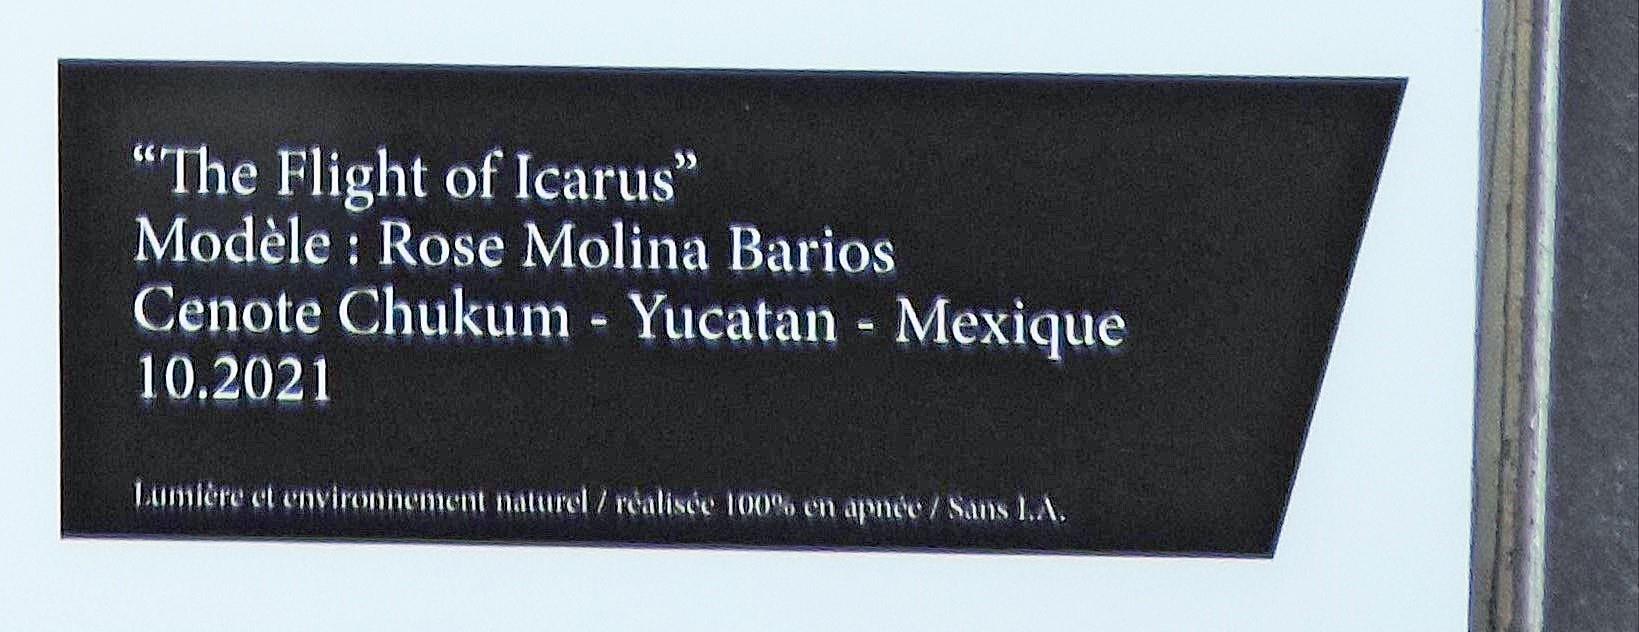 “The Flight of Icarus”
Modèle : Rose Molina Barios
Cenote Chukum - Yucatan - Mexique
10.2021
Lumière et environnement naturel / réalisée 100% en apnée / Sans I.A.